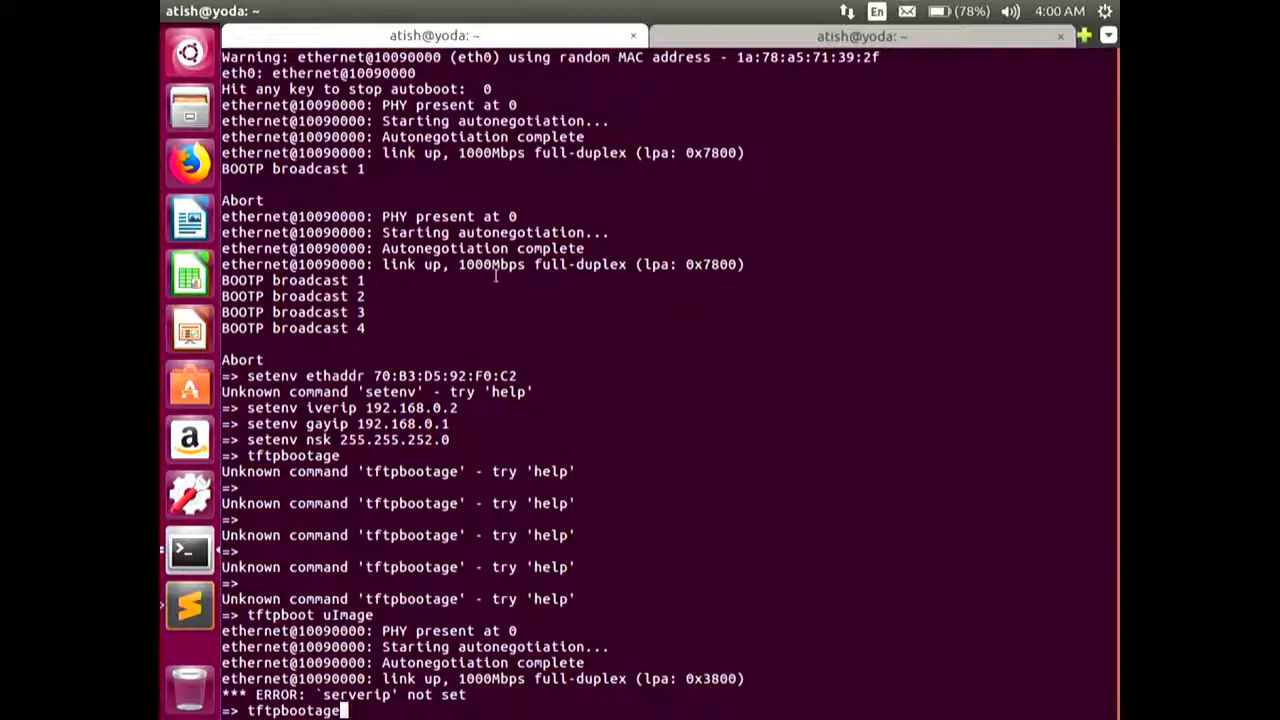 atish@yoda: ~
En
(78%)
4:00 AM
atish@yoda: ~
×
atish@yoda: ~
×
Warning: ethernet@10090000 (eth0) using random MAC address - 1a:78:a5:71:39:2f
eth0: ethernet@10090000
Hit any key to stop autoboot:  0
ethernet@10090000: PHY present at 0
ethernet@10090000: Starting autonegotiation...
ethernet@10090000: Autonegotiation complete
ethernet@10090000: link up, 1000Mbps full-duplex (lpa: 0x7800)
BOOTP broadcast 1
Abort
ethernet@10090000: PHY present at 0
ethernet@10090000: Starting autonegotiation...
ethernet@10090000: Autonegotiation complete
ethernet@10090000: link up, 1000Mbps full-duplex (lpa: 0x7800)
BOOTP broadcast 1
BOOTP broadcast 2
BOOTP broadcast 3
BOOTP broadcast 4
Abort
=> setenv ethaddr 70:B3:D5:92:F0:C2
Unknown command 'setenv' - try 'help'
=> setenv iverip 192.168.0.2
=> setenv gayip 192.168.0.1
=> setenv nsk 255.255.252.0
=> tftpbootage
Unknown command 'tftpbootage' - try 'help'
=>
Unknown command 'tftpbootage' - try 'help'
=>
Unknown command 'tftpbootage' - try 'help'
=>
Unknown command 'tftpbootage' - try 'help'
=>
Unknown command 'tftpbootage' - try 'help'
=> tftpboot uImage
ethernet@10090000: PHY present at 0
ethernet@10090000: Starting autonegotiation...
ethernet@10090000: Autonegotiation complete
ethernet@10090000: link up, 1000Mbps full-duplex (lpa: 0x3800)
*** ERROR: `serverip' not set
=> tftpbootage